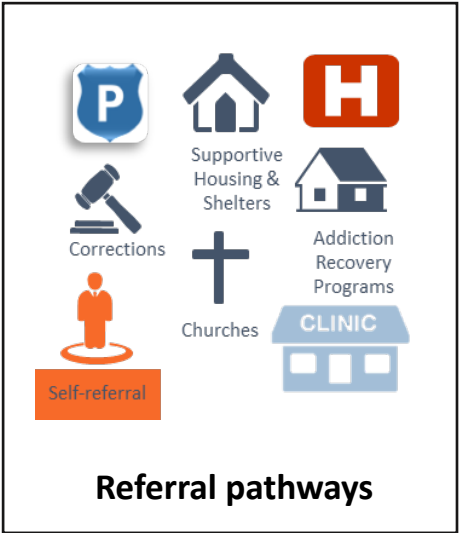 P
H
Supportive
Housing &
Shelters
Corrections
Addiction
Recovery
Programs
Churches
CLINIC
Self-referral
Referral pathways